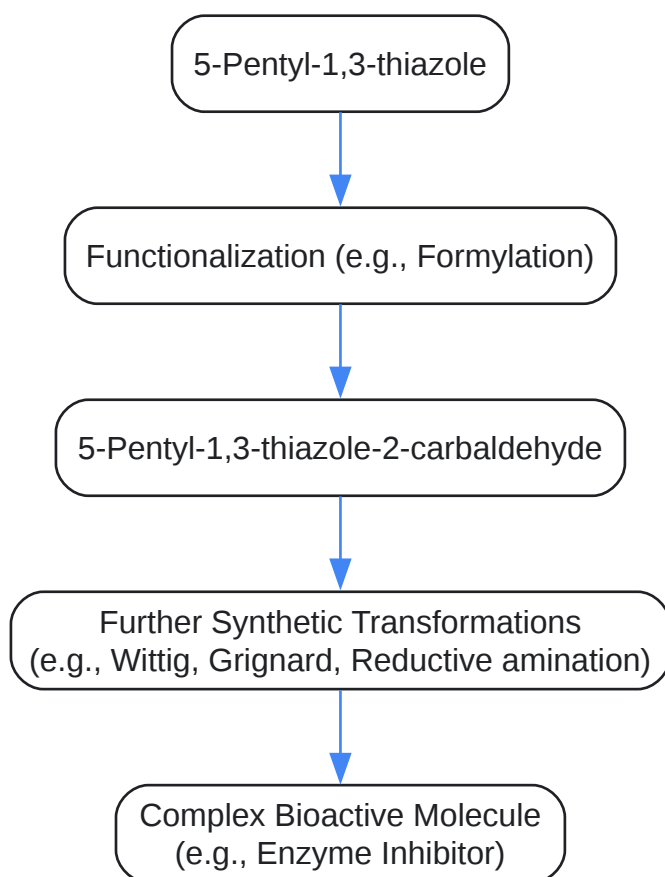 5-Pentyl-1,3-thiazole
Functionalization (e.g., Formylation)
5-Pentyl-1,3-thiazole-2-carbaldehyde
Further Synthetic Transformations
(e.g., Wittig, Grignard, Reductive amination)
Complex Bioactive Molecule
(e.g., Enzyme Inhibitor)